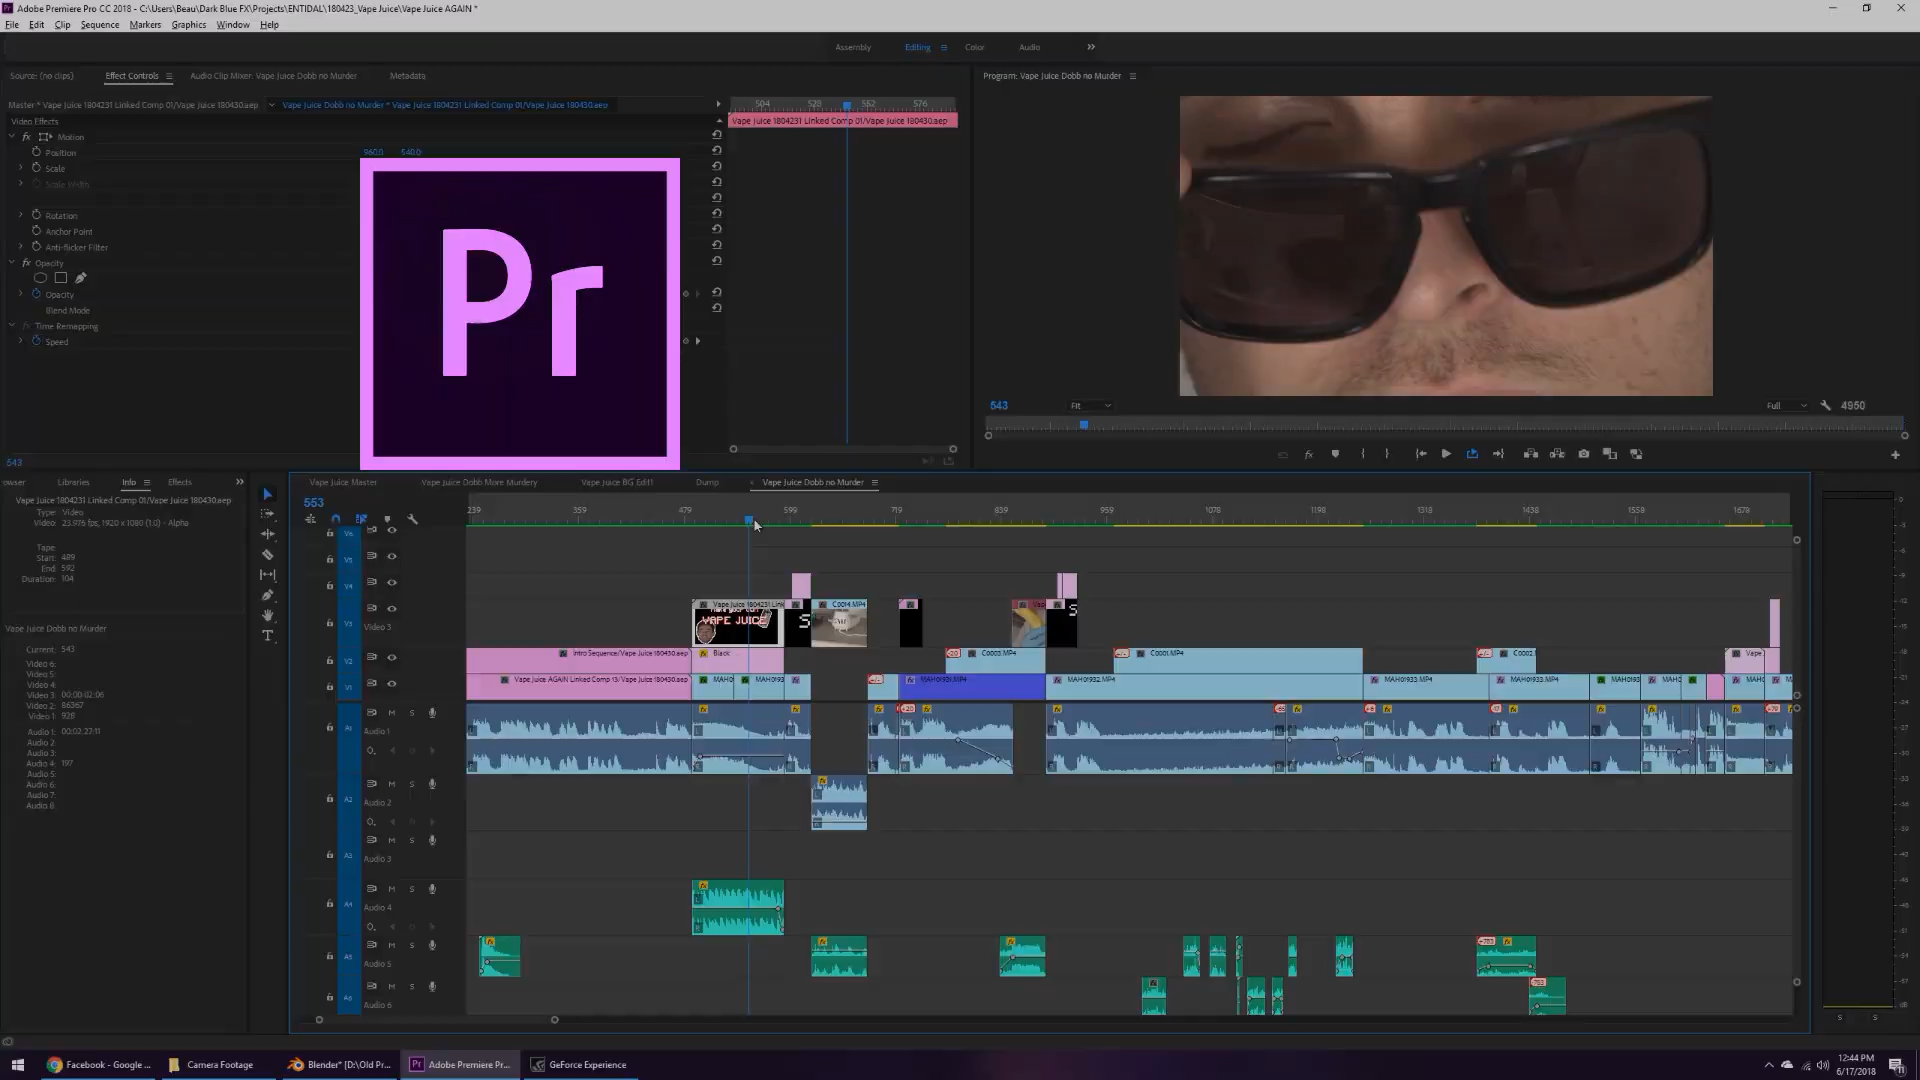 Adobe Premiere Pro CC 2018 - C:\Users\Beau\Dark Blue FX\Projects\ENTIDAL\180423_Vape Juice\Vape Juice AGAIN *
File Edit Clip Sequence Markers Graphics Window Help
Assembly Editing Color Audio
Source: (no clips) Effect Controls Audio Clip Mixer: Vape Juice Dobb no Murder Metadata
Program: Vape Juice Dobb no Murder
Master * Vape Juice 1804231 Linked Comp 01/Vape Juice 180430.aep
Vape Juice Dobb no Murder * Vape Juice 1804231 Linked Comp 01/Vape Juice 180430.aep
504 528 552 576
Vape Juice 1804231 Linked Comp 01/Vape Juice 180430.aep
Video Effects
fx Motion
Position 960.0 540.0
Scale
Scale Width
Rotation
Anchor Point
Anti-flicker Filter
fx Opacity
Opacity
Blend Mode
Time Remapping
Speed
Pr
543 Fit Full 4950
543
Libraries Info Effects
Vape Juice 1804231 Linked Comp 01/Vape Juice 180430.aep
Type: Video
Video: 23.976 fps, 1920 x 1080 (1.0) - Alpha
Tape:
Start: 489
End: 592
Duration: 104
Vape Juice Dobb no Murder
Current: 543
Video 6:
Video 5:
Video 4:
Video 3: 00:00:02:06
Video 2: 86367
Video 1: 928
Audio 1: 00:02:27:11
Audio 2:
Audio 3:
Audio 4: 197
Audio 5:
Audio 6:
Audio 7:
Audio 8:
Vape Juice Master Vape Juice Dobb More Murdery Vape Juice BG Edit1 Dump Vape Juice Dobb no Murder
553
239 359 479 599 719 839 959 1078 1198 1318 1438 1558 1678
V6
V5
V4
V3 Video 3
Vape Juice 1804231 Link C0014.MP4
VAPE JUICE
V2
Intro Sequence/Vape Juice 180430.aep Black C0003.MP4 C0001.MP4 C0002. Vape
V1
Vape Juice AGAIN Linked Comp 13/Vape Juice 180430.aep MAH0 MAH0193 MAH01931.MP4 MAH01932.MP4 MAH01933.MP4 MAH01933.MP4 MAH0193 MAH0 MAH0
A1 M S
Audio 1
A2 M S
Audio 2
A3 M S
Audio 3
A4 M S
Audio 4
A5 M S
Audio 5
A6 M S
Audio 6
Facebook - Google ... Camera Footage Blender* [D:\Old Pr... Adobe Premiere Pr... GeForce Experience
12:44 PM
6/17/2018